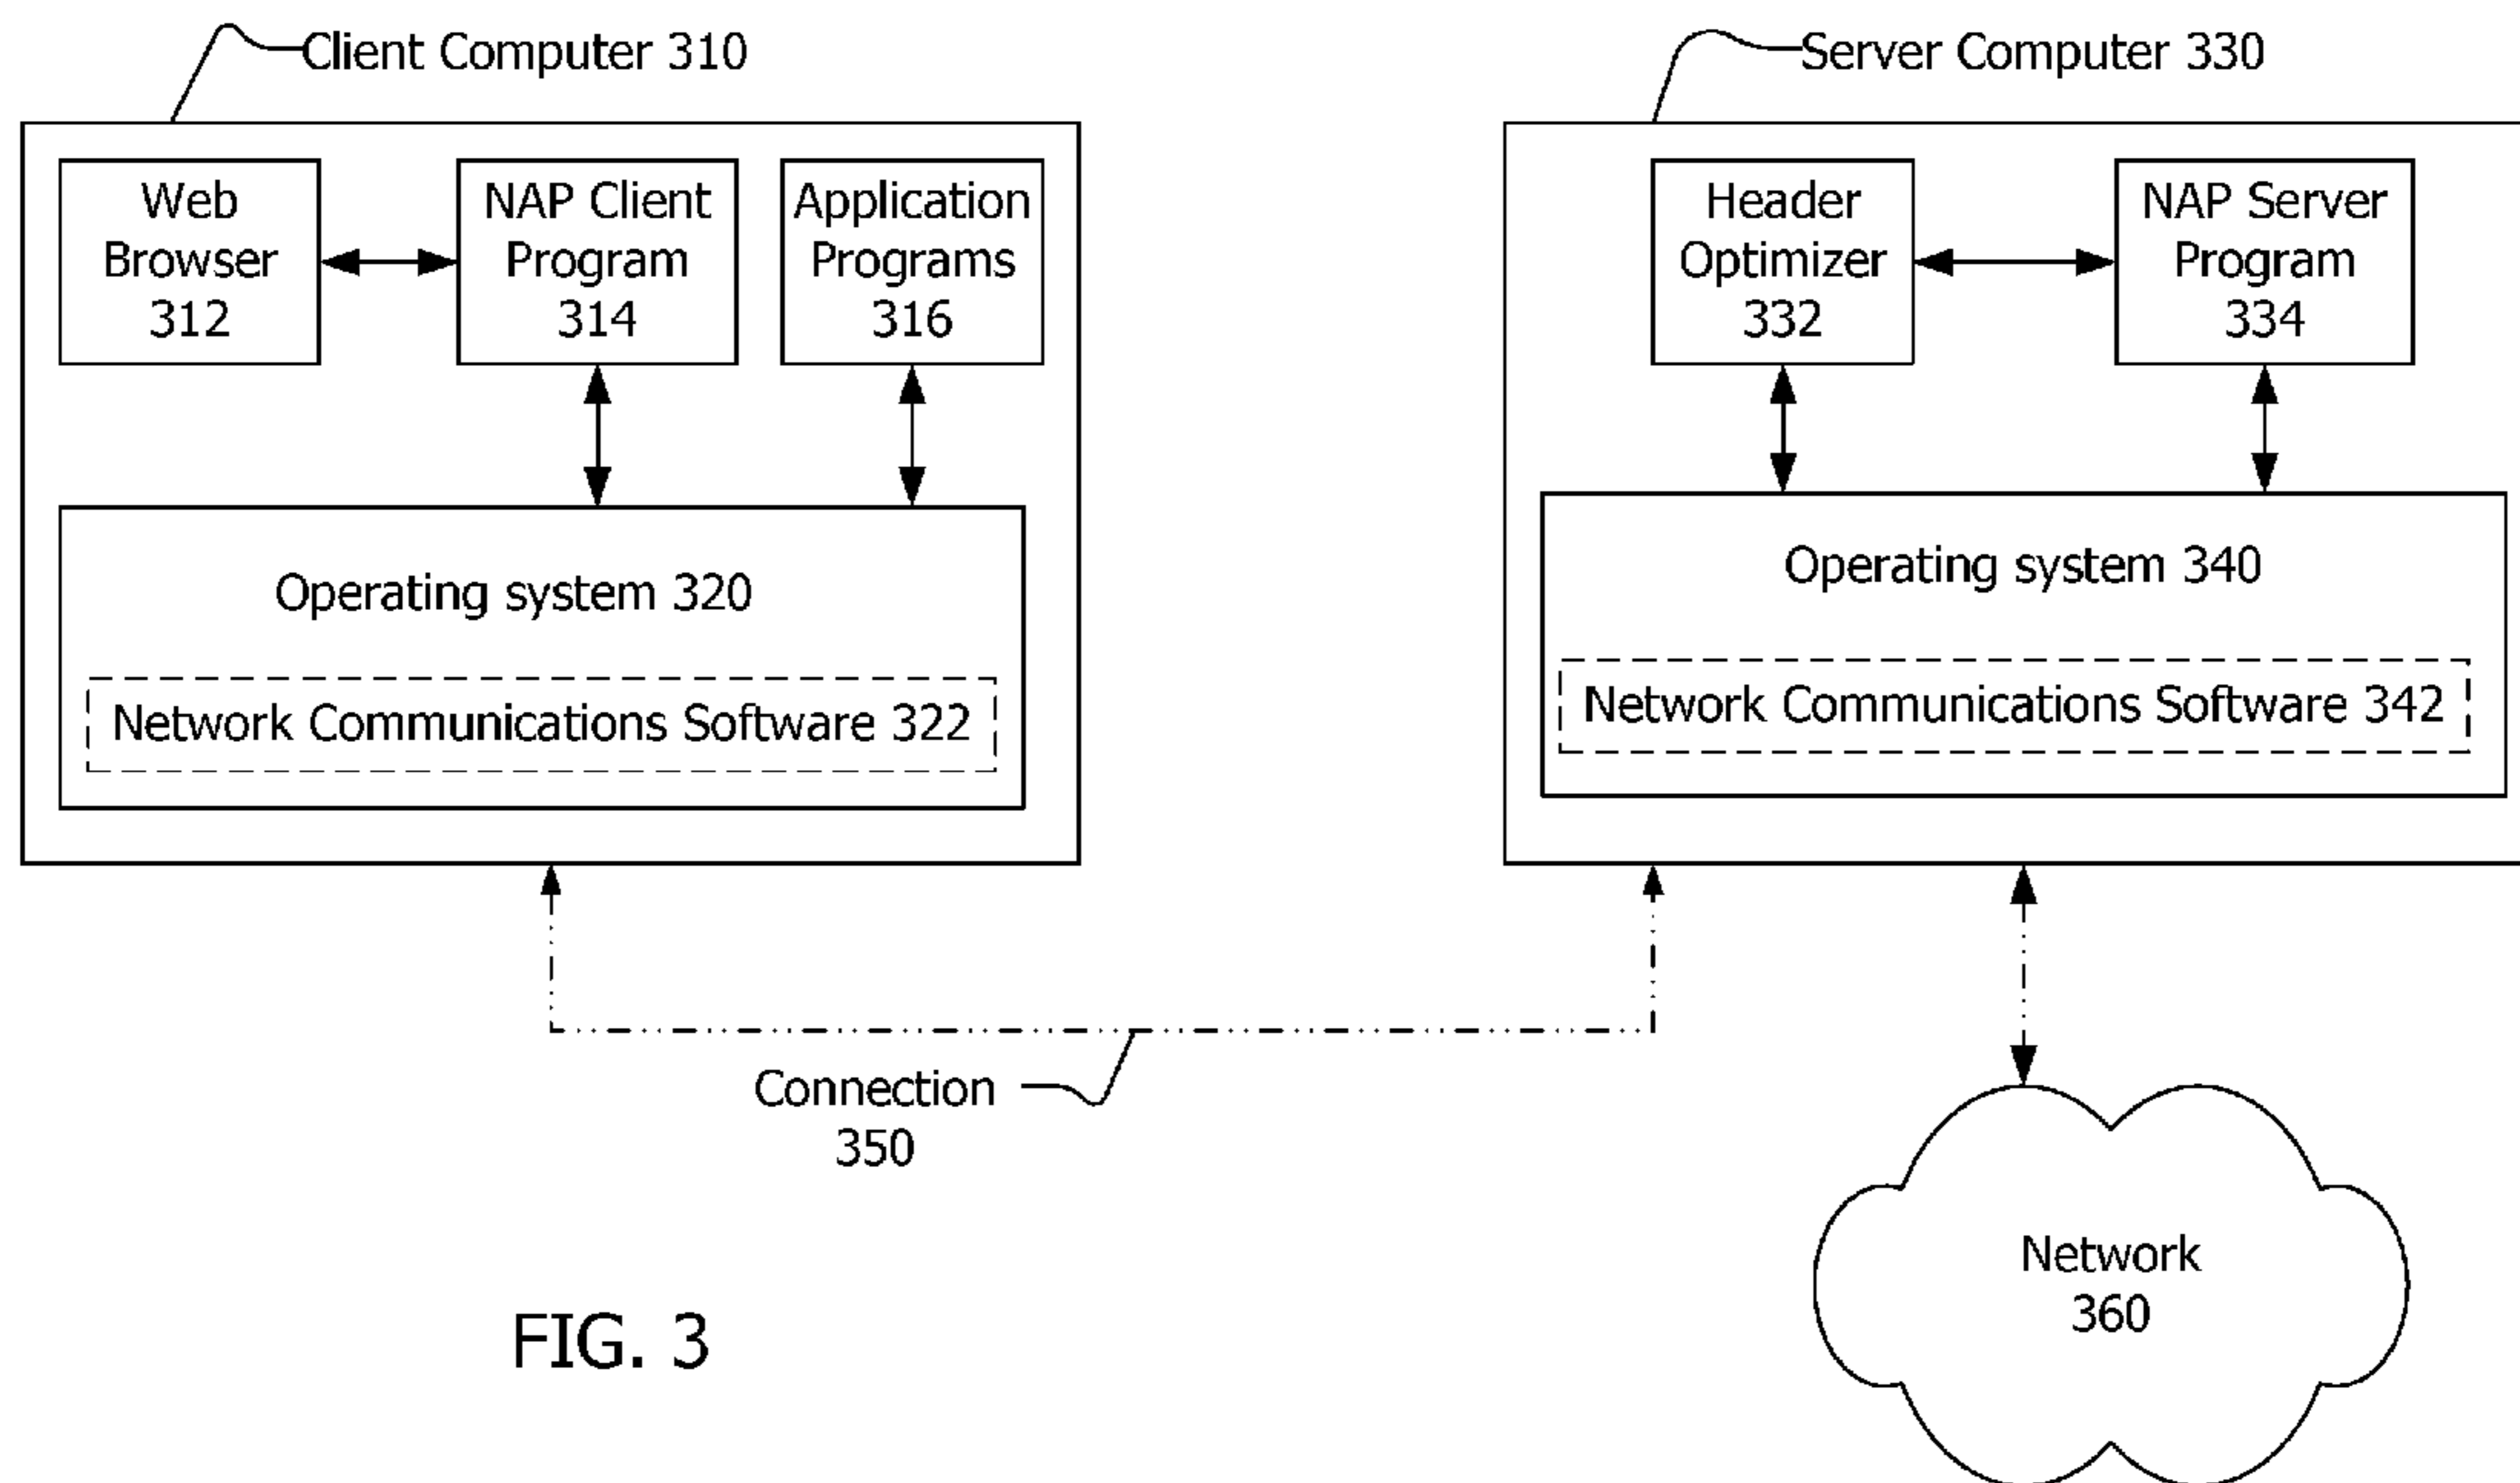 Client Computer 310
Server Computer 330
Web
Browser
312
NAP Client
Program
314
Application
Programs
316
Header
Optimizer
332
NAP Server
Program
334
Operating system 320
Network Communications Software 322
Operating system 340
Network Communications Software 342
Connection
350
Network
360
FIG. 3